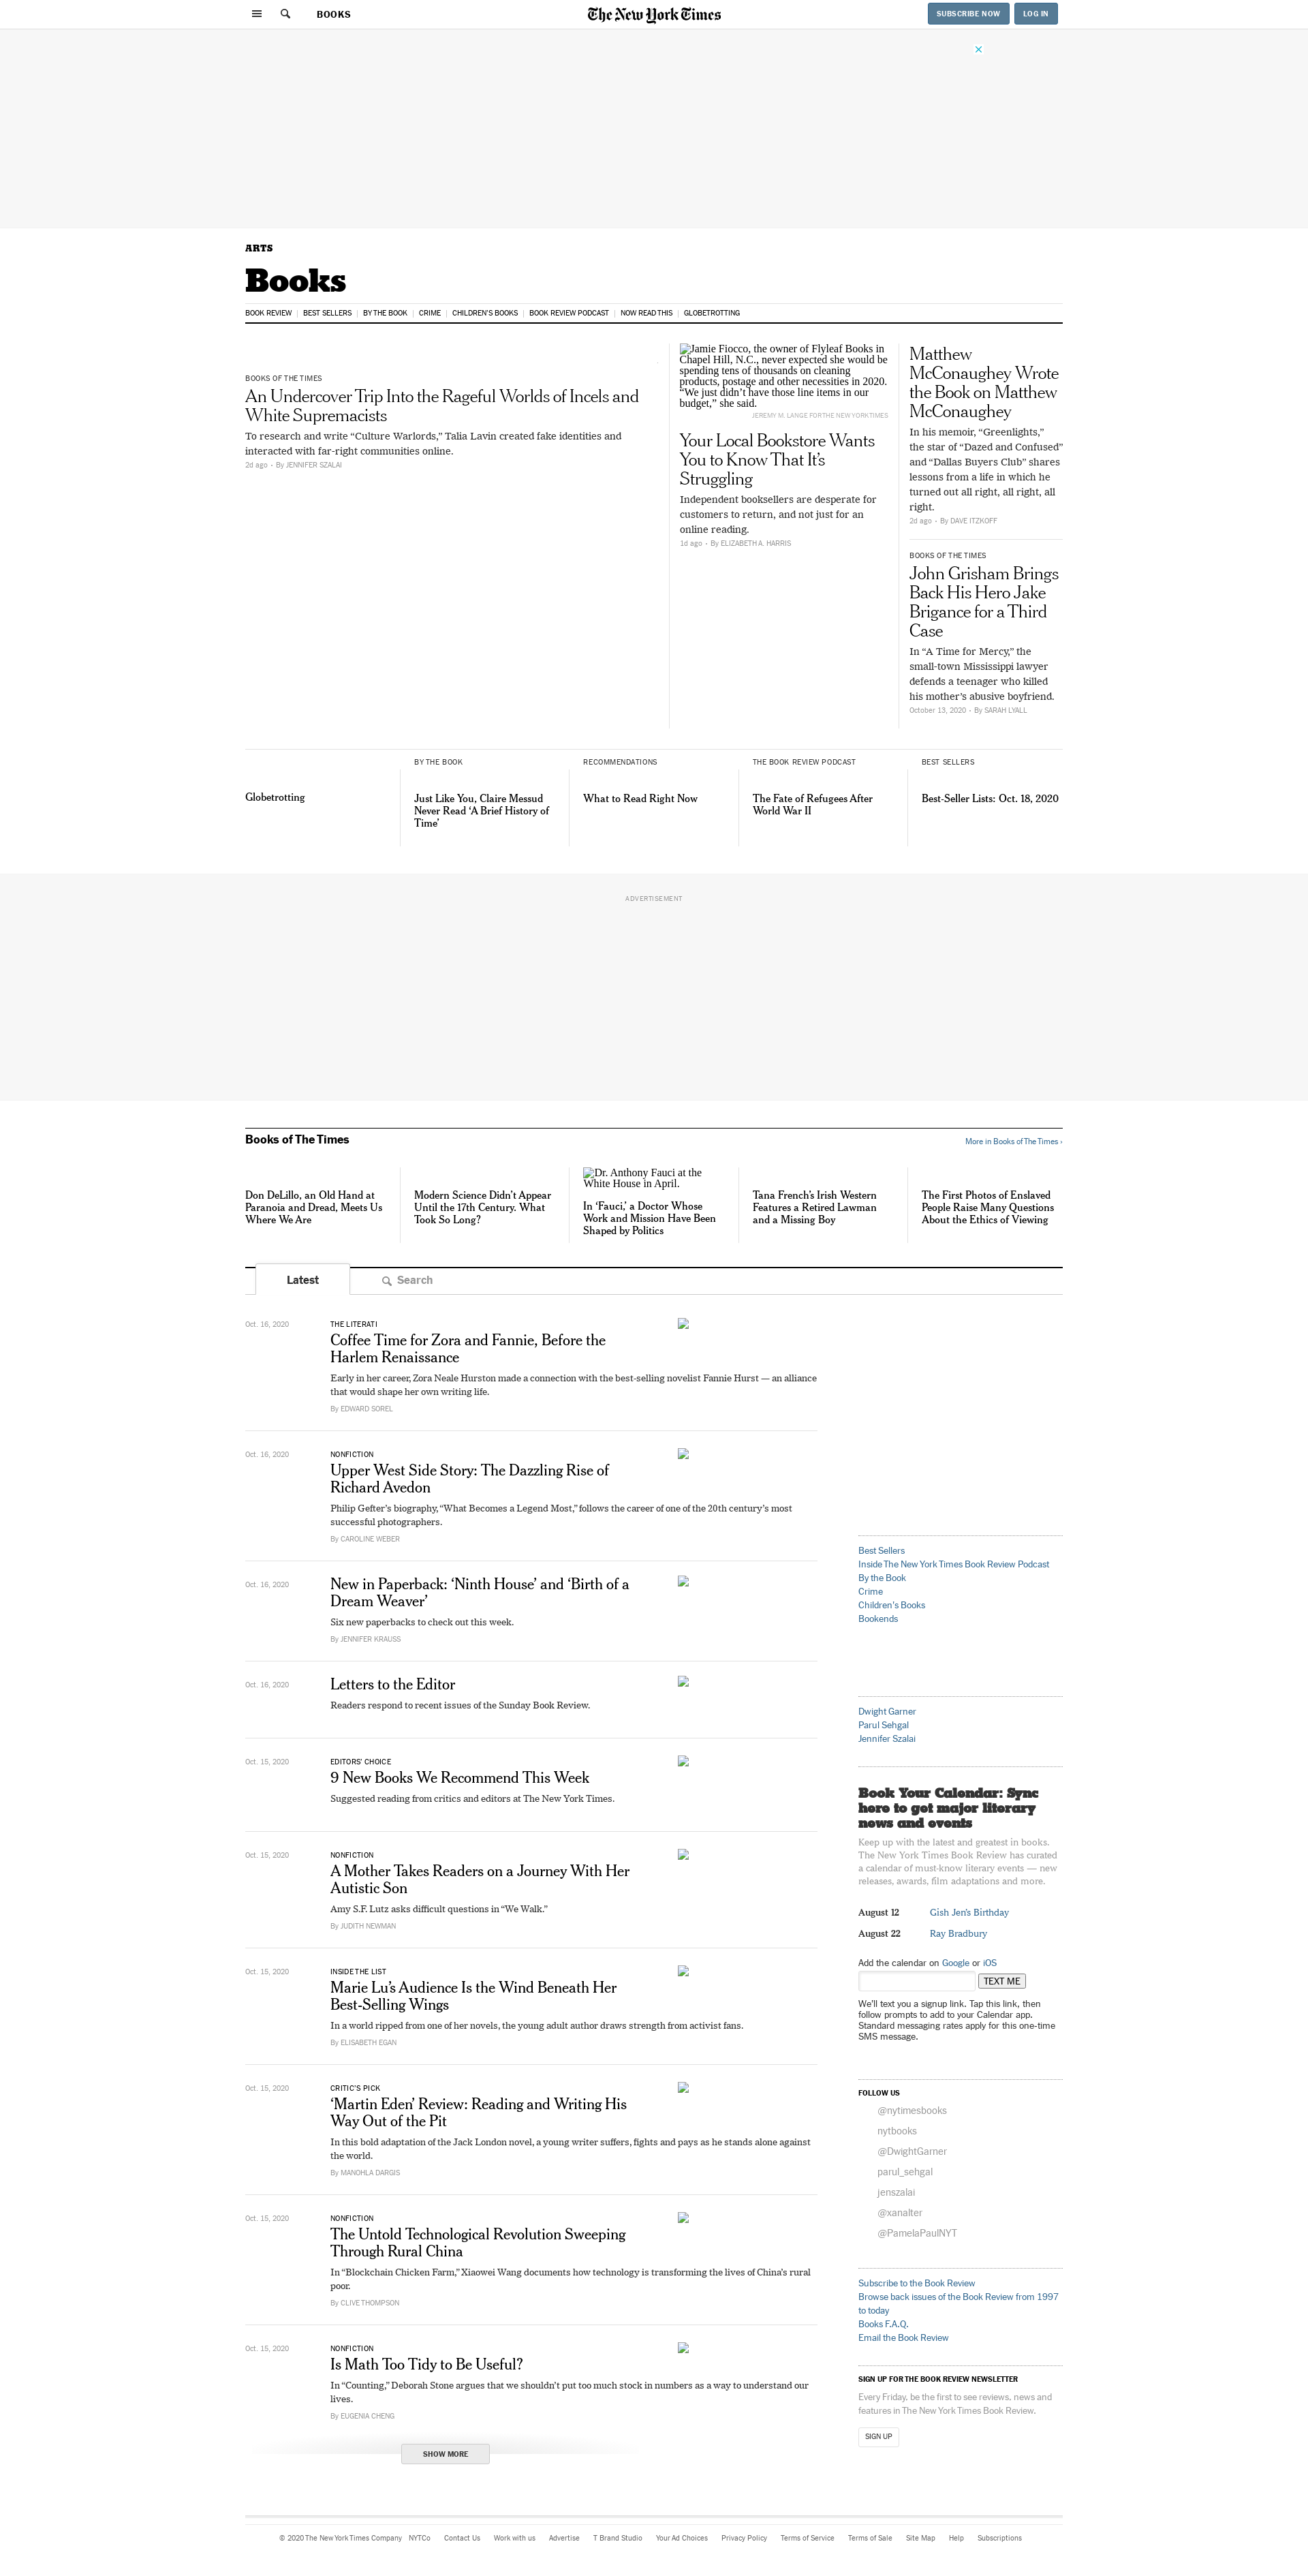 BOOKS
The New York Times
SUBSCRIBE NOW
LOG IN
ARTS
Books
BOOK REVIEW
BEST SELLERS
BY THE BOOK
CRIME
CHILDREN'S BOOKS
BOOK REVIEW PODCAST
NOW READ THIS
GLOBETROTTING
BOOKS OF THE TIMES
An Undercover Trip Into the Rageful Worlds of Incels and
White Supremacists
To research and write “Culture Warlords,” Talia Lavin created fake identities and
interacted with far-right communities online.
2d ago • By JENNIFER SZALAI
Jamie Fiocco, the owner of Flyleaf Books in
Chapel Hill, N.C., never expected she would be
spending tens of thousands on cleaning
products, postage and other necessities in 2020.
“We just didn’t have those line items in our
budget,” she said.
JEREMY M. LANGE FOR THE NEW YORK TIMES
Your Local Bookstore Wants
You to Know That It’s
Struggling
Independent booksellers are desperate for
customers to return, and not just for an
online reading.
1d ago • By ELIZABETH A. HARRIS
Matthew
McConaughey Wrote
the Book on Matthew
McConaughey
In his memoir, “Greenlights,”
the star of “Dazed and Confused”
and “Dallas Buyers Club” shares
lessons from a life in which he
turned out all right, all right, all
right.
2d ago • By DAVE ITZKOFF
BOOKS OF THE TIMES
John Grisham Brings
Back His Hero Jake
Brigance for a Third
Case
In “A Time for Mercy,” the
small-town Mississippi lawyer
defends a teenager who killed
his mother’s abusive boyfriend.
October 13, 2020 • By SARAH LYALL
Globetrotting
BY THE BOOK
Just Like You, Claire Messud
Never Read ‘A Brief History of
Time’
RECOMMENDATIONS
What to Read Right Now
THE BOOK REVIEW PODCAST
The Fate of Refugees After
World War II
BEST SELLERS
Best-Seller Lists: Oct. 18, 2020
ADVERTISEMENT
Books of The Times
More in Books of The Times ›
Don DeLillo, an Old Hand at
Paranoia and Dread, Meets Us
Where We Are
Modern Science Didn’t Appear
Until the 17th Century. What
Took So Long?
Dr. Anthony Fauci at the
White House in April.
In ‘Fauci,’ a Doctor Whose
Work and Mission Have Been
Shaped by Politics
Tana French’s Irish Western
Features a Retired Lawman
and a Missing Boy
The First Photos of Enslaved
People Raise Many Questions
About the Ethics of Viewing
Latest
Search
Oct. 16, 2020
THE LITERATI
Coffee Time for Zora and Fannie, Before the
Harlem Renaissance
Early in her career, Zora Neale Hurston made a connection with the best-selling novelist Fannie Hurst — an alliance
that would shape her own writing life.
By EDWARD SOREL
Oct. 16, 2020
NONFICTION
Upper West Side Story: The Dazzling Rise of
Richard Avedon
Philip Gefter’s biography, “What Becomes a Legend Most,” follows the career of one of the 20th century’s most
successful photographers.
By CAROLINE WEBER
Oct. 16, 2020
New in Paperback: ‘Ninth House’ and ‘Birth of a
Dream Weaver’
Six new paperbacks to check out this week.
By JENNIFER KRAUSS
Oct. 16, 2020
Letters to the Editor
Readers respond to recent issues of the Sunday Book Review.
Oct. 15, 2020
EDITORS’ CHOICE
9 New Books We Recommend This Week
Suggested reading from critics and editors at The New York Times.
Oct. 15, 2020
NONFICTION
A Mother Takes Readers on a Journey With Her
Autistic Son
Amy S.F. Lutz asks difficult questions in “We Walk.”
By JUDITH NEWMAN
Oct. 15, 2020
INSIDE THE LIST
Marie Lu’s Audience Is the Wind Beneath Her
Best-Selling Wings
In a world ripped from one of her novels, the young adult author draws strength from activist fans.
By ELISABETH EGAN
Oct. 15, 2020
CRITIC’S PICK
‘Martin Eden’ Review: Reading and Writing His
Way Out of the Pit
In this bold adaptation of the Jack London novel, a young writer suffers, fights and pays as he stands alone against
the world.
By MANOHLA DARGIS
Oct. 15, 2020
NONFICTION
The Untold Technological Revolution Sweeping
Through Rural China
In “Blockchain Chicken Farm,” Xiaowei Wang documents how technology is transforming the lives of China’s rural
poor.
By CLIVE THOMPSON
Oct. 15, 2020
NONFICTION
Is Math Too Tidy to Be Useful?
In “Counting,” Deborah Stone argues that we shouldn’t put too much stock in numbers as a way to understand our
lives.
By EUGENIA CHENG
SHOW MORE
Best Sellers
Inside The New York Times Book Review Podcast
By the Book
Crime
Children's Books
Bookends
Dwight Garner
Parul Sehgal
Jennifer Szalai
Book Your Calendar: Sync
here to get major literary
news and events
Keep up with the latest and greatest in books.
The New York Times Book Review has curated
a calendar of must-know literary events — new
releases, awards, film adaptations and more.
August 12 Gish Jen’s Birthday
August 22 Ray Bradbury
Add the calendar on Google or iOS
TEXT ME
We’ll text you a signup link. Tap this link, then
follow prompts to add to your Calendar app.
Standard messaging rates apply for this one-time
SMS message.
FOLLOW US
@nytimesbooks
nytbooks
@DwightGarner
parul_sehgal
jenszalai
@xanalter
@PamelaPaulNYT
Subscribe to the Book Review
Browse back issues of the Book Review from 1997
to today
Books F.A.Q.
Email the Book Review
SIGN UP FOR THE BOOK REVIEW NEWSLETTER
Every Friday, be the first to see reviews, news and
features in The New York Times Book Review.
SIGN UP
© 2020 The New York Times Company NYTCo Contact Us Work with us Advertise T Brand Studio Your Ad Choices Privacy Policy Terms of Service Terms of Sale Site Map Help Subscriptions